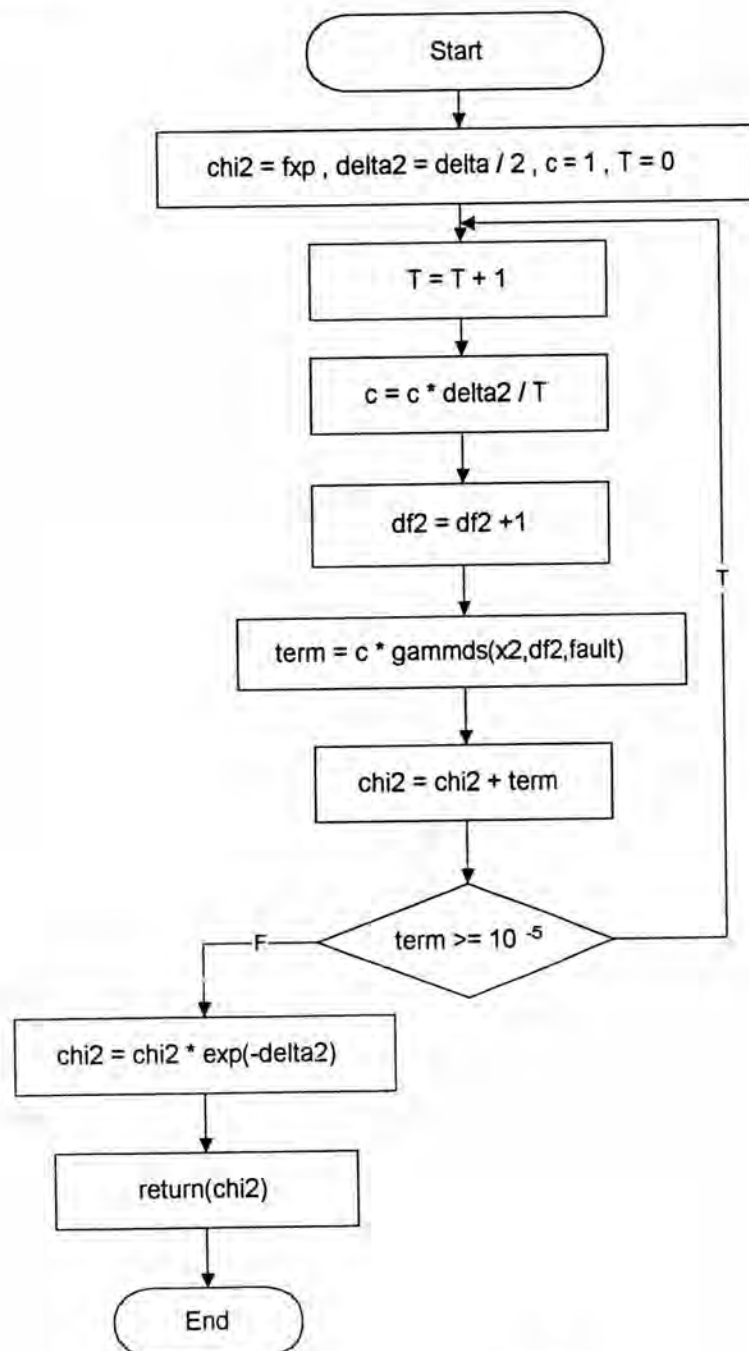 Start
chi2 = fxp , delta2 = delta / 2 , c = 1 , T = 0
T = T + 1
c = c * delta2 / T
df2 = df2 +1
T
term = c * gammds(x2,df2,fault)
chi2 = chi2 + term
term >= 10 -5
F
chi2 = chi2 * exp(-delta2)
return(chi2)
End